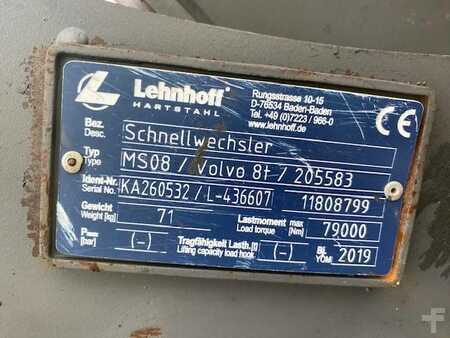 Lehnhoff
HARTSTAHL
Rungsstrasse 10-15
D-76534 Baden-Baden
Tel. +49 (0)7223 / 966-0
www.lehnhoff.de
CE
Bez.
Desc.
Schnellwechsler
Typ
Type
MS08 / Volvo 8t / 205583
Ident-Nr.
Serial No.
KA260532 / L-436607
11808799
Gewicht
Weight [kg]
71
Lastmoment max
Load torque [Nm]
79000
Pmax
[bar]
(-)
Tragfähigkeit Lasth. [t]
Lifting capacity load hook
(-)
Bj.
YOM
2019